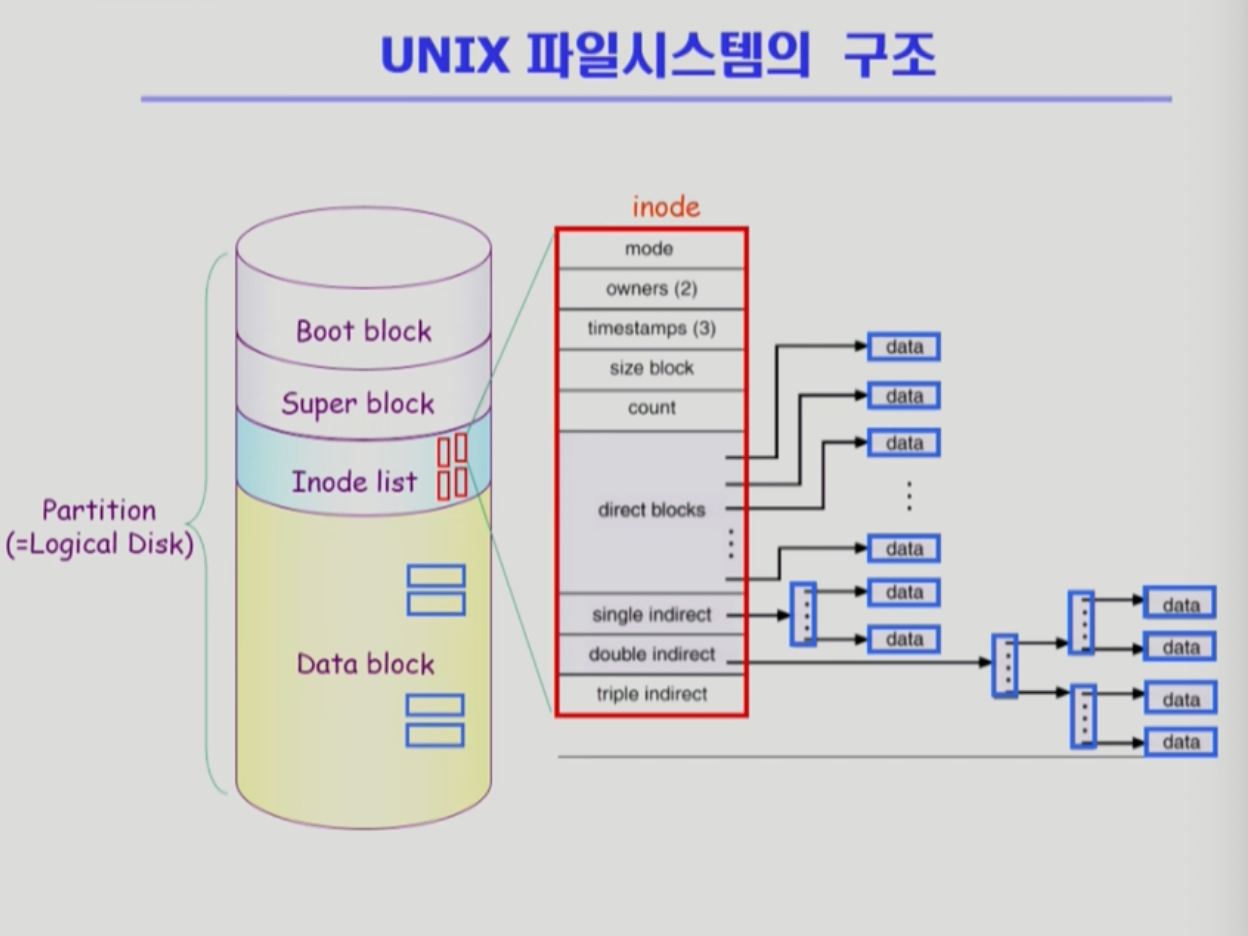 UNIX 파일시스템의 구조
Partition
(=Logical Disk)
Boot block
Super block
Inode list
Data block
inode
mode
owners (2)
timestamps (3)
size block
count
direct blocks
single indirect
double indirect
triple indirect
data
data
data
data
data
data
data
data
data
data